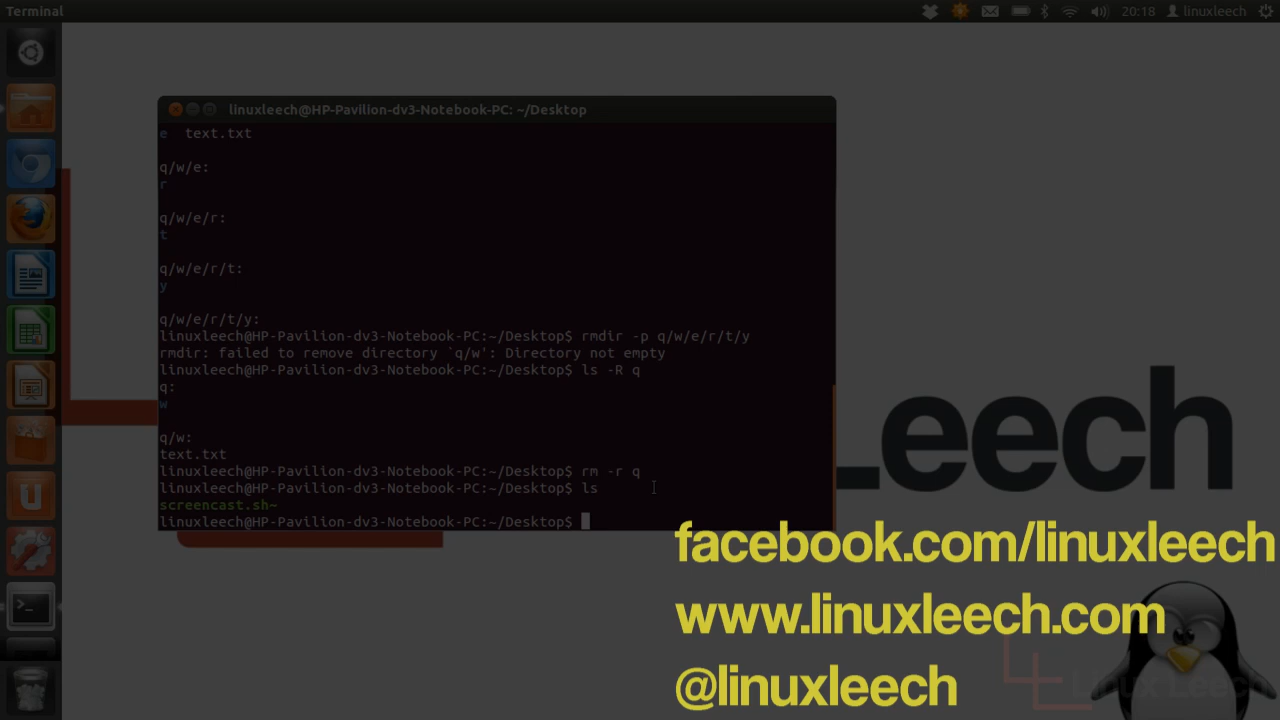 Terminal
20:18 linuxleech
linuxleech@HP-Pavilion-dv3-Notebook-PC: ~/Desktop
e  text.txt
q/w/e:
r
q/w/e/r:
t
q/w/e/r/t:
y
q/w/e/r/t/y:
linuxleech@HP-Pavilion-dv3-Notebook-PC:~/Desktop$ rmdir -p q/w/e/r/t/y
rmdir: failed to remove directory `q/w': Directory not empty
linuxleech@HP-Pavilion-dv3-Notebook-PC:~/Desktop$ ls -R q
q:
w
q/w:
text.txt
linuxleech@HP-Pavilion-dv3-Notebook-PC:~/Desktop$ rm -r q
linuxleech@HP-Pavilion-dv3-Notebook-PC:~/Desktop$ ls
screencast.sh~
linuxleech@HP-Pavilion-dv3-Notebook-PC:~/Desktop$
Leech
facebook.com/linuxleech
www.linuxleech.com
@linuxleech
Linux Leech